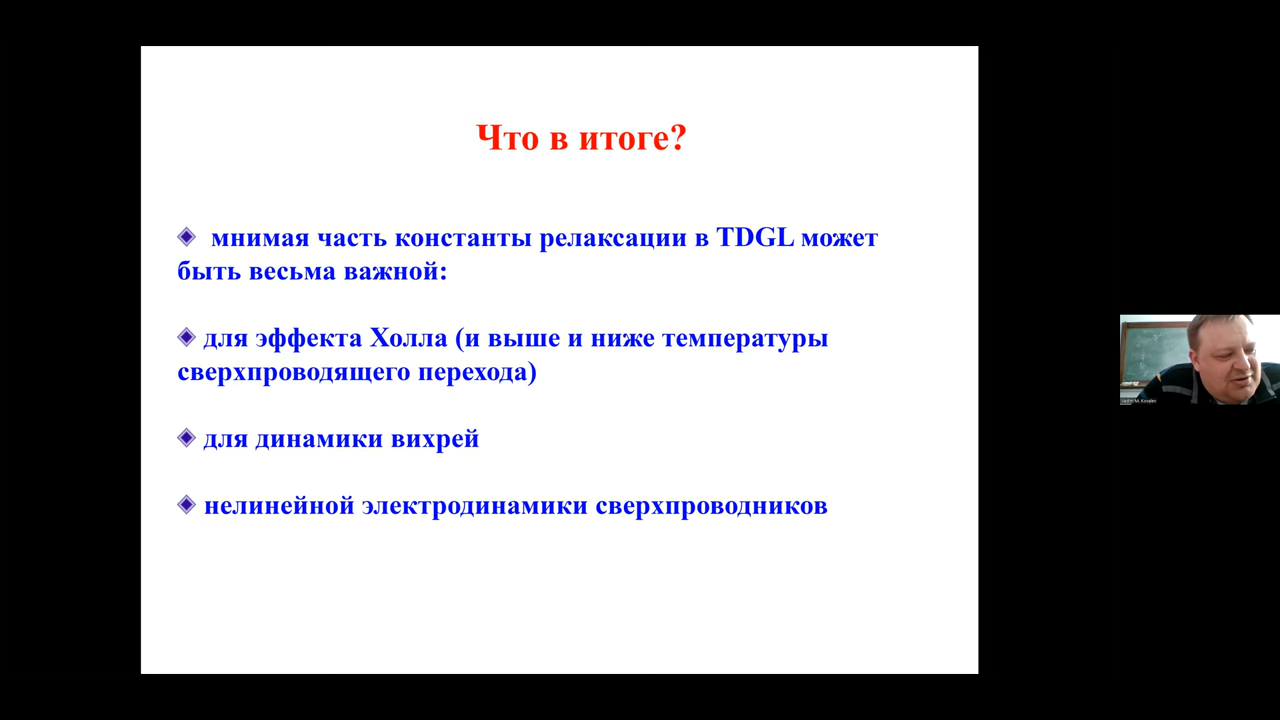 Что в итоге?
мнимая часть константы релаксации в TDGL может
быть весьма важной:
для эффекта Холла (и выше и ниже температуры
сверхпроводящего перехода)
для динамики вихрей
нелинейной электродинамики сверхпроводников